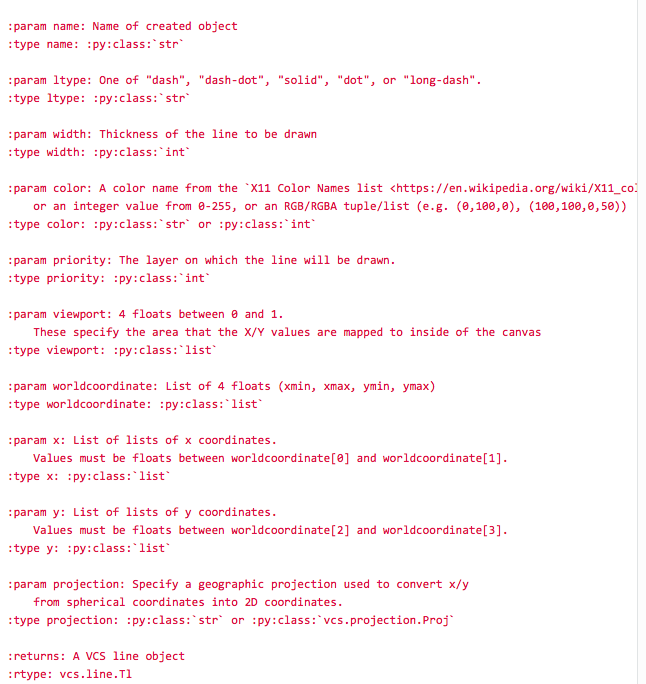 :param name: Name of created object
:type name: :py:class:`str`
:param ltype: One of "dash", "dash-dot", "solid", "dot", or "long-dash".
:type ltype: :py:class:`str`
:param width: Thickness of the line to be drawn
:type width: :py:class:`int`
:param color: A color name from the `X11 Color Names list <https://en.wikipedia.org/wiki/X11_col
or an integer value from 0-255, or an RGB/RGBA tuple/list (e.g. (0,100,0), (100,100,0,50))
:type color: :py:class:`str` or :py:class:`int`
:param priority: The layer on which the line will be drawn.
:type priority: :py:class:`int`
:param viewport: 4 floats between 0 and 1.
These specify the area that the X/Y values are mapped to inside of the canvas
:type viewport: :py:class:`list`
:param worldcoordinate: List of 4 floats (xmin, xmax, ymin, ymax)
:type worldcoordinate: :py:class:`list`
:param x: List of lists of x coordinates.
Values must be floats between worldcoordinate[0] and worldcoordinate[1].
:type x: :py:class:`list`
:param y: List of lists of y coordinates.
Values must be floats between worldcoordinate[2] and worldcoordinate[3].
:type y: :py:class:`list`
:param projection: Specify a geographic projection used to convert x/y
from spherical coordinates into 2D coordinates.
:type projection: :py:class:`str` or :py:class:`vcs.projection.Proj`
:returns: A VCS line object
:rtype: vcs.line.Tl